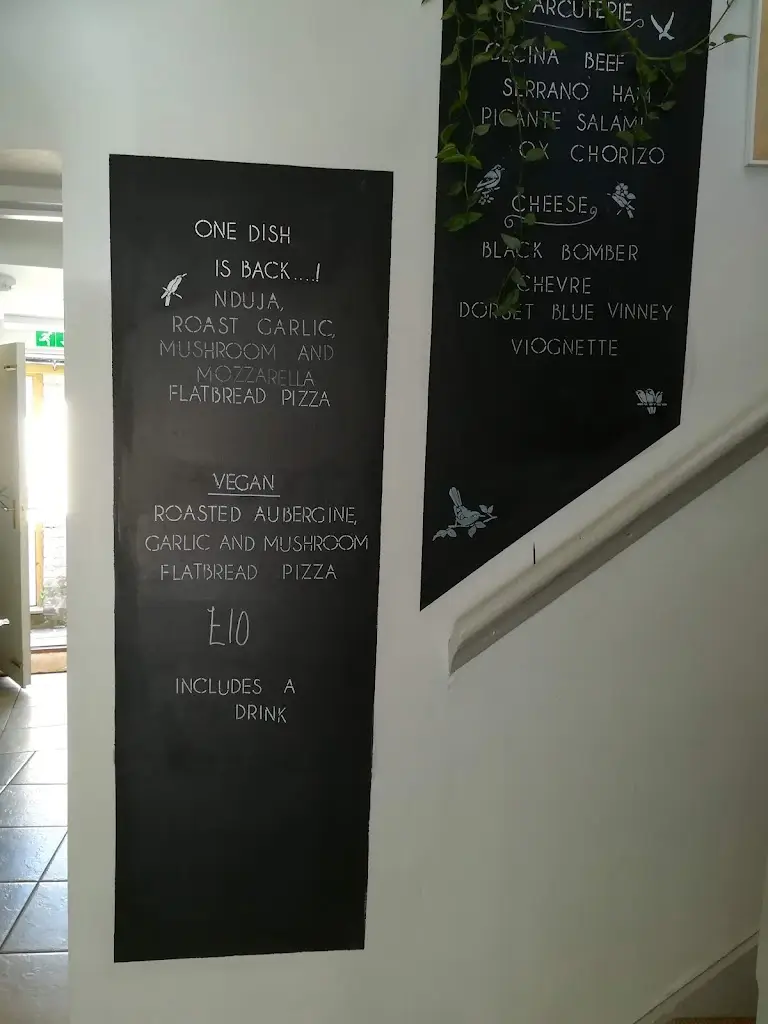 ONE DISH
IS BACK....!
NDUJA,
ROAST GARLIC,
MUSHROOM AND
MOZZARELLA
FLATBREAD PIZZA
VEGAN
ROASTED AUBERGINE,
GARLIC AND MUSHROOM
FLATBREAD PIZZA
£10
INCLUDES A
DRINK
CHARCUTERIE
CECINA BEEF
SERRANO HAM
PICANTE SALAMI
OX CHORIZO
CHEESE
BLACK BOMBER
CHEVRE
DORSET BLUE VINNEY
VIOGNETTE